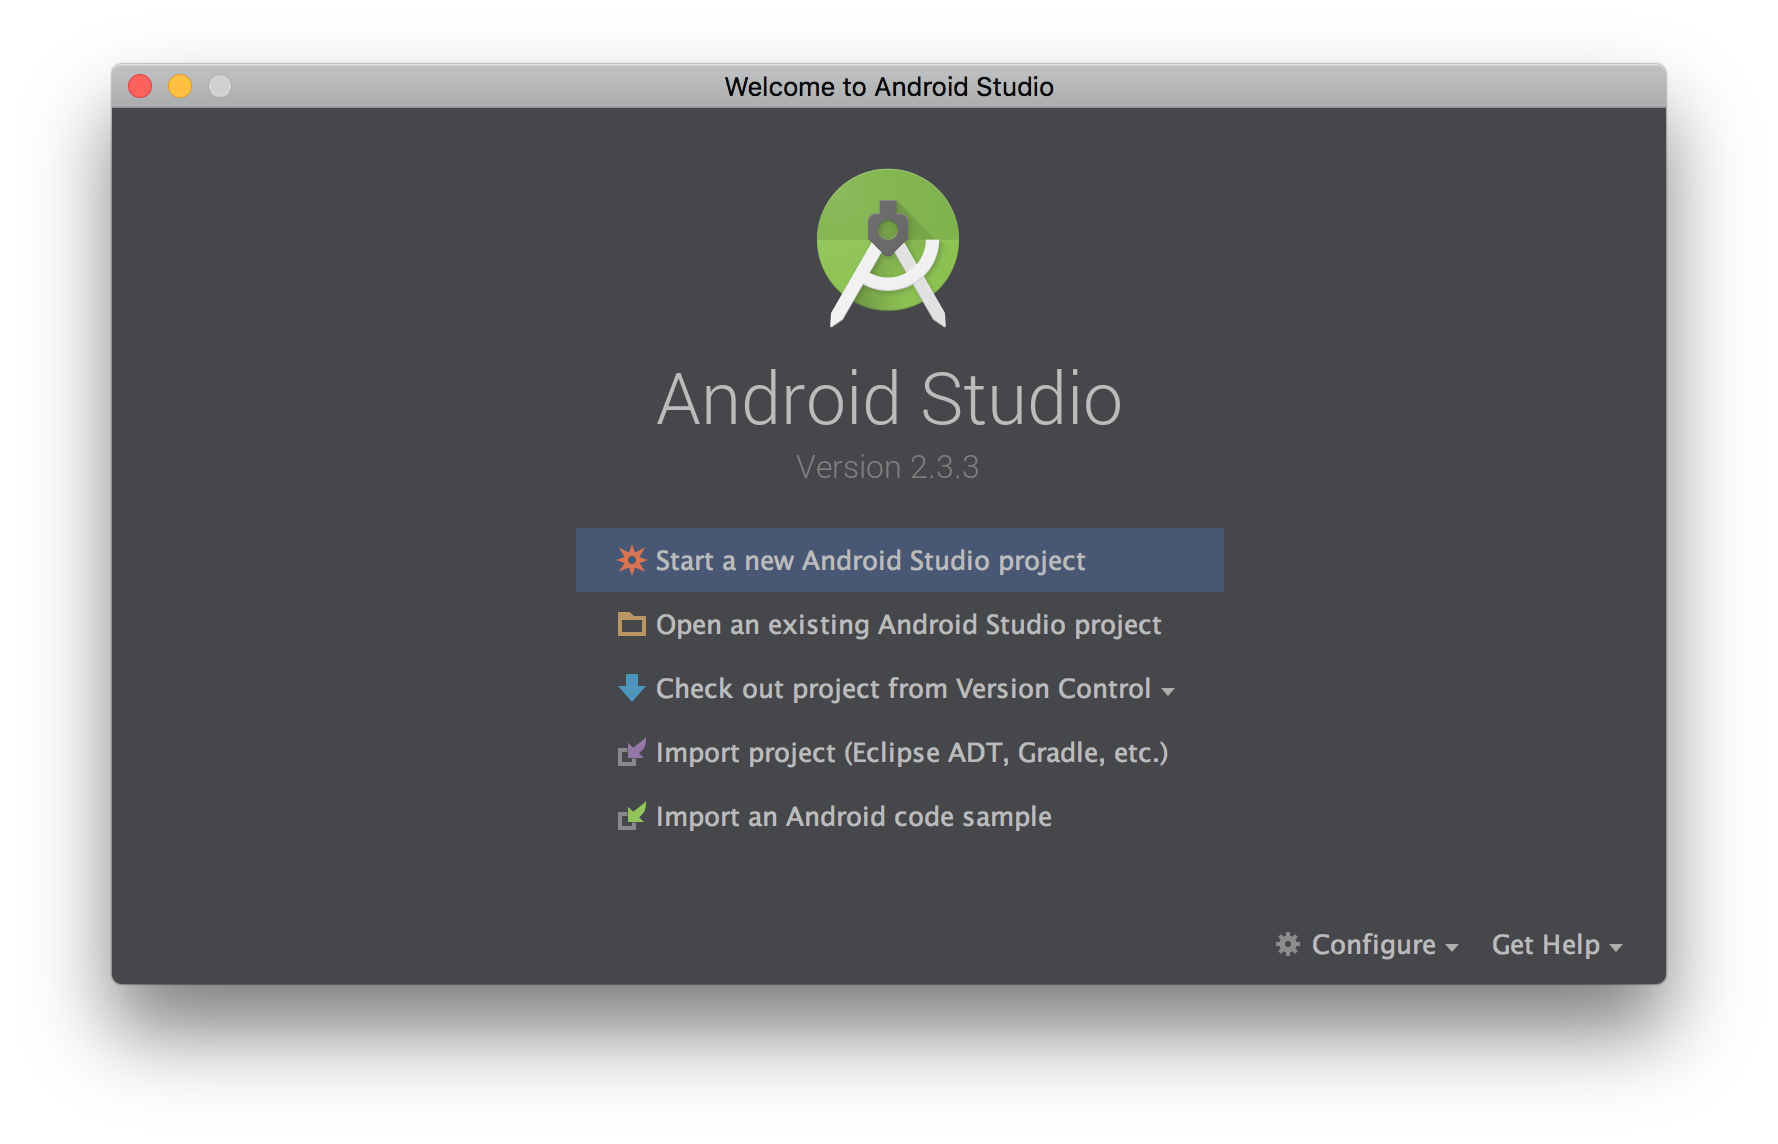 Welcome to Android Studio
Android Studio
Version 2.3.3
Start a new Android Studio project
Open an existing Android Studio project
Check out project from Version Control
Import project (Eclipse ADT, Gradle, etc.)
Import an Android code sample
Configure
Get Help